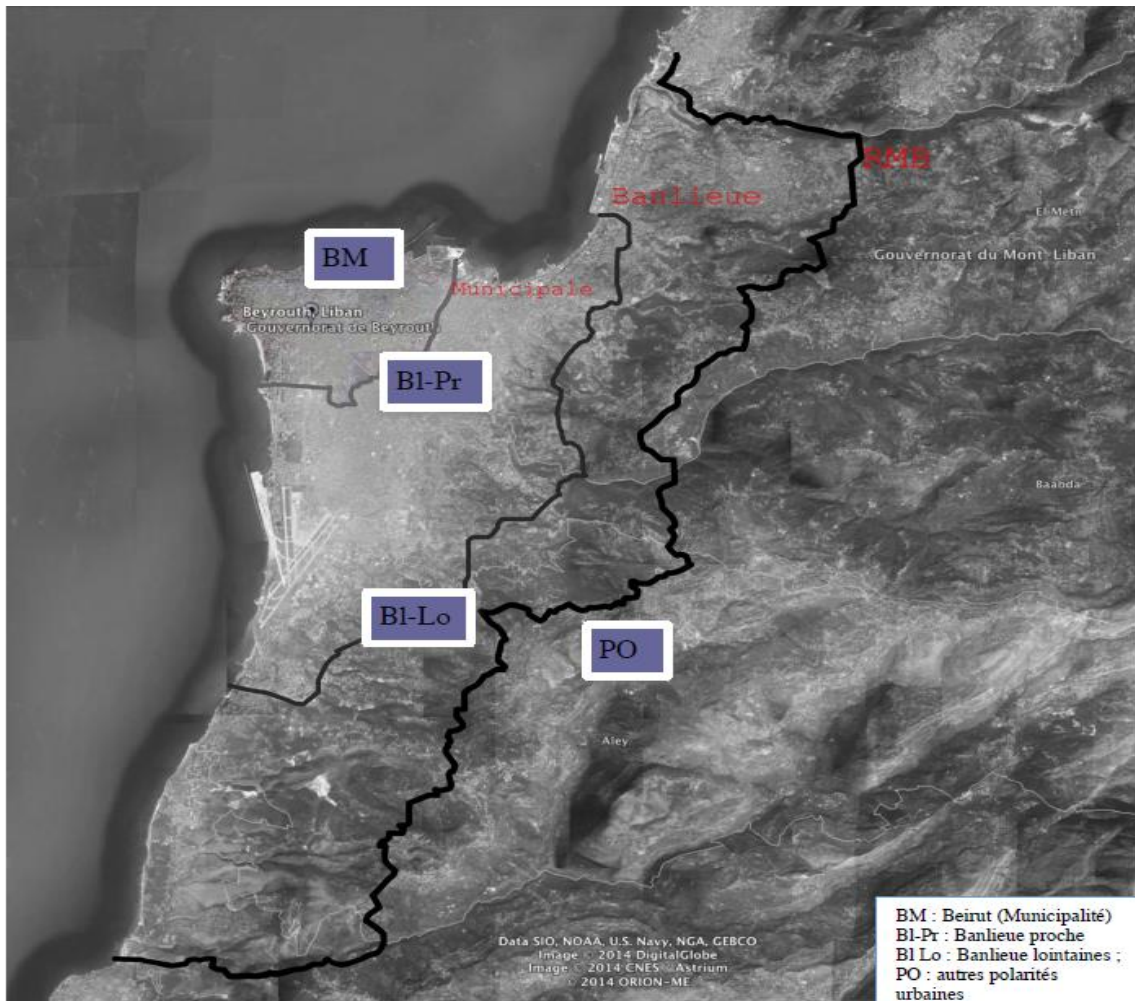 RMB
Banlieue
El Metn
BM
Gouvernorat du Mont-Liban
Municipale
Beyrouth, Liban
Gouvernorat de Beyrout
Bl-Pr
Baabda
Bl-Lo
PO
Aley
Data SIO, NOAA, U.S. Navy, NGA, GEBCO
Image © 2014 DigitalGlobe
Image © 2014 CNES / Astrium
© 2014 ORION-ME
BM : Beirut (Municipalité)
Bl-Pr : Banlieue proche
Bl Lo : Banlieue lointaines ;
PO : autres polarités
urbaines